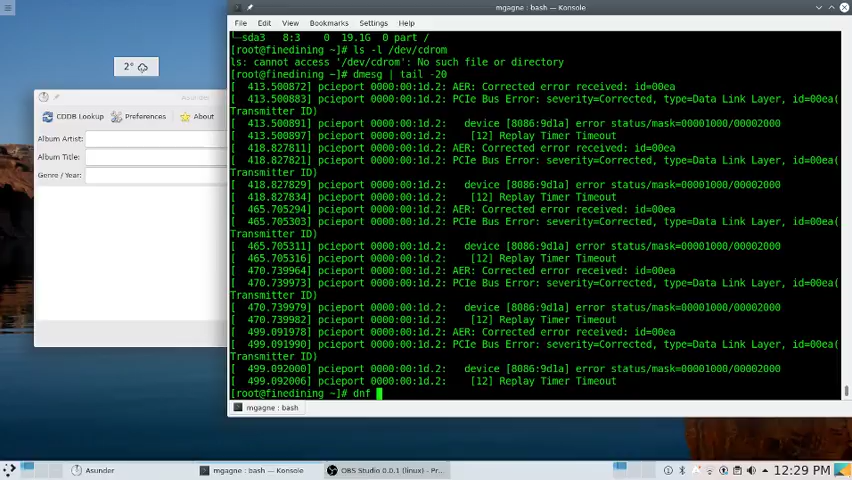 mgagne : bash — Konsole
File Edit View Bookmarks Settings Help
└─sda3 8:3 0 19.1G 0 part /
[root@finedining ~]# ls -l /dev/cdrom
ls: cannot access '/dev/cdrom': No such file or directory
[root@finedining ~]# dmesg | tail -20
[ 413.500872] pcieport 0000:00:1d.2: AER: Corrected error received: id=00ea
[ 413.500883] pcieport 0000:00:1d.2: PCIe Bus Error: severity=Corrected, type=Data Link Layer, id=00ea(
Transmitter ID)
[ 413.500891] pcieport 0000:00:1d.2: device [8086:9d1a] error status/mask=00001000/00002000
[ 413.500897] pcieport 0000:00:1d.2: [12] Replay Timer Timeout
[ 418.827811] pcieport 0000:00:1d.2: AER: Corrected error received: id=00ea
[ 418.827821] pcieport 0000:00:1d.2: PCIe Bus Error: severity=Corrected, type=Data Link Layer, id=00ea(
Transmitter ID)
[ 418.827829] pcieport 0000:00:1d.2: device [8086:9d1a] error status/mask=00001000/00002000
[ 418.827834] pcieport 0000:00:1d.2: [12] Replay Timer Timeout
[ 465.705294] pcieport 0000:00:1d.2: AER: Corrected error received: id=00ea
[ 465.705303] pcieport 0000:00:1d.2: PCIe Bus Error: severity=Corrected, type=Data Link Layer, id=00ea(
Transmitter ID)
[ 465.705311] pcieport 0000:00:1d.2: device [8086:9d1a] error status/mask=00001000/00002000
[ 465.705316] pcieport 0000:00:1d.2: [12] Replay Timer Timeout
[ 470.739964] pcieport 0000:00:1d.2: AER: Corrected error received: id=00ea
[ 470.739973] pcieport 0000:00:1d.2: PCIe Bus Error: severity=Corrected, type=Data Link Layer, id=00ea(
Transmitter ID)
[ 470.739979] pcieport 0000:00:1d.2: device [8086:9d1a] error status/mask=00001000/00002000
[ 470.739982] pcieport 0000:00:1d.2: [12] Replay Timer Timeout
[ 499.091978] pcieport 0000:00:1d.2: AER: Corrected error received: id=00ea
[ 499.091990] pcieport 0000:00:1d.2: PCIe Bus Error: severity=Corrected, type=Data Link Layer, id=00ea(
Transmitter ID)
[ 499.092000] pcieport 0000:00:1d.2: device [8086:9d1a] error status/mask=00001000/00002000
[ 499.092006] pcieport 0000:00:1d.2: [12] Replay Timer Timeout
[root@finedining ~]# dnf
mgagne : bash
2°
Asunder
CDDB Lookup Preferences About
Album Artist:
Album Title:
Genre / Year:
Asunder mgagne : bash — Konsole OBS Studio 0.0.1 (linux) - Pr... 12:29 PM